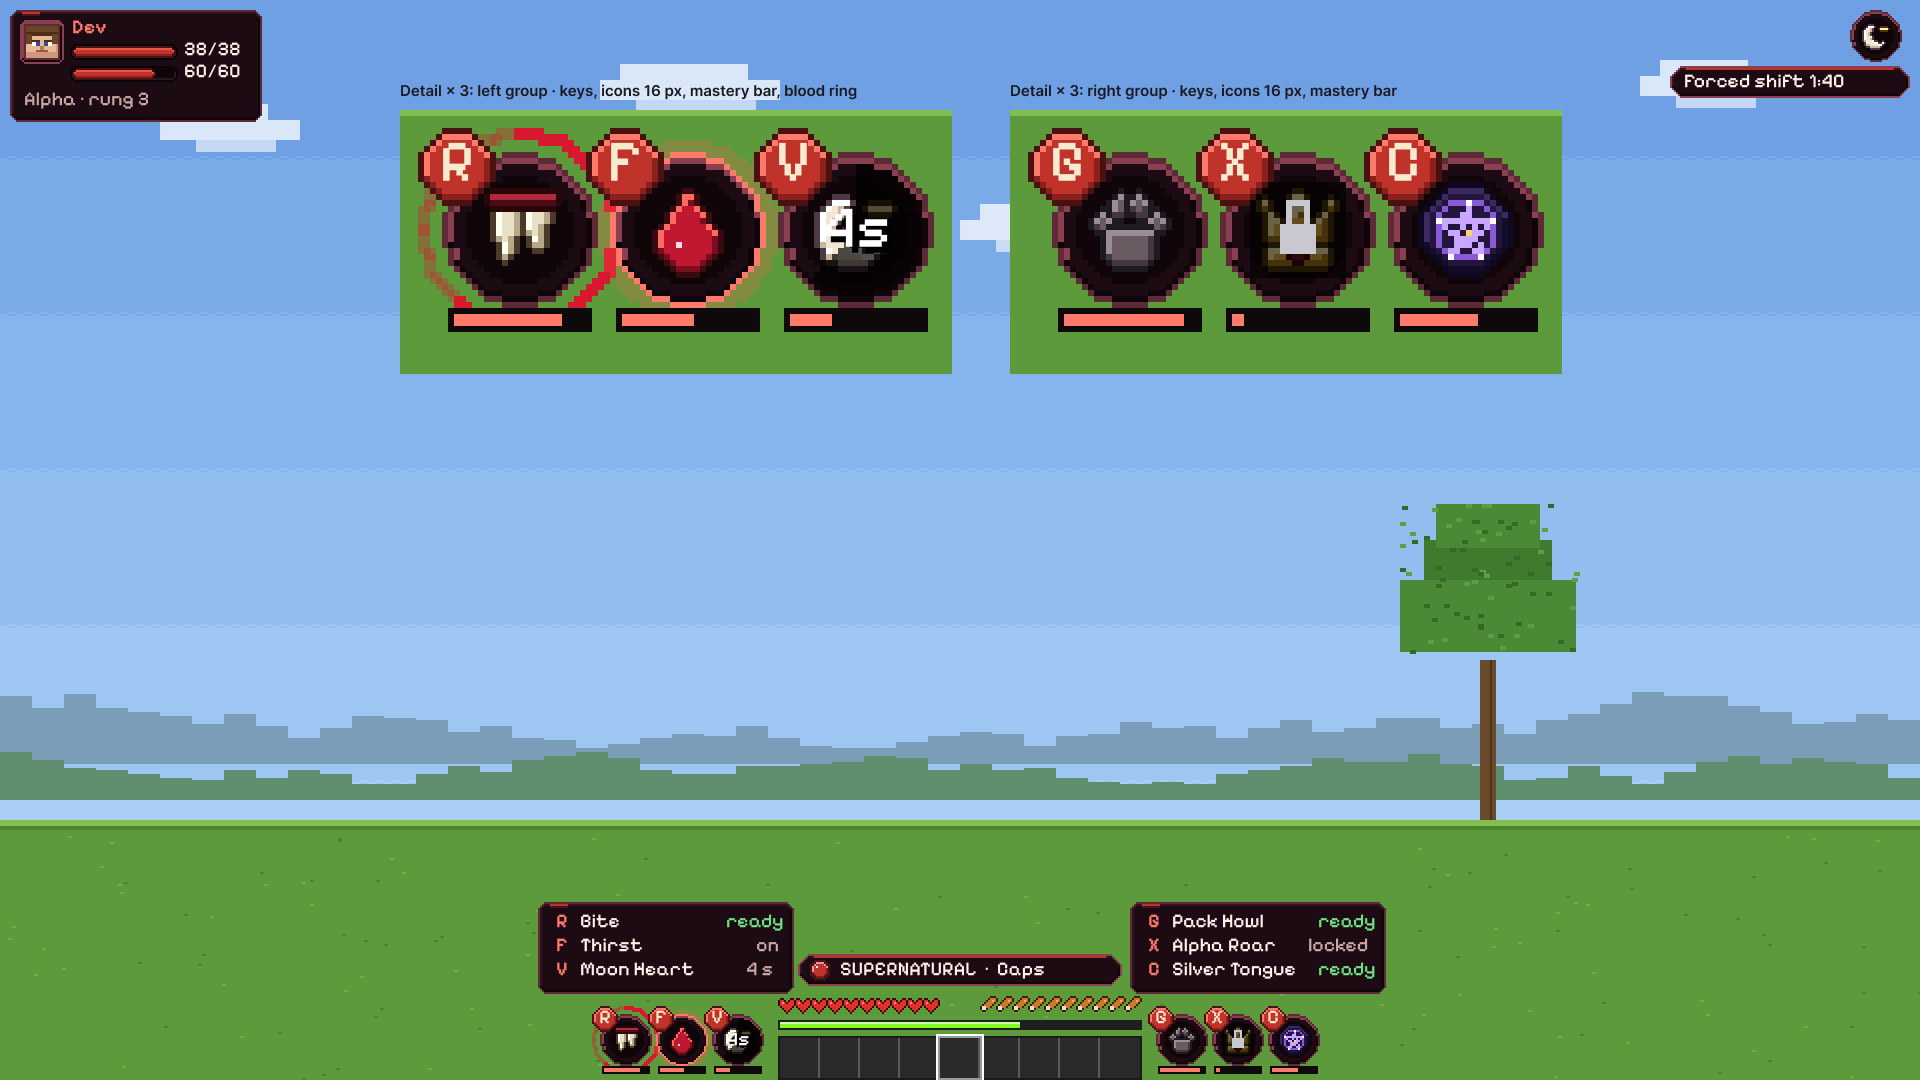 Dev
38/38
60/60
Alpha · rung 3
Forced shift 1:40
Detail × 3: left group · keys, icons 16 px, mastery bar, blood ring
Detail × 3: right group · keys, icons 16 px, mastery bar
R F V
4s
G X C
R Bite ready
F Thirst on
V Moon Heart 4 s
SUPERNATURAL · Caps
G Pack Howl ready
X Alpha Roar locked
C Silver Tongue ready
R F V
4s
G X C